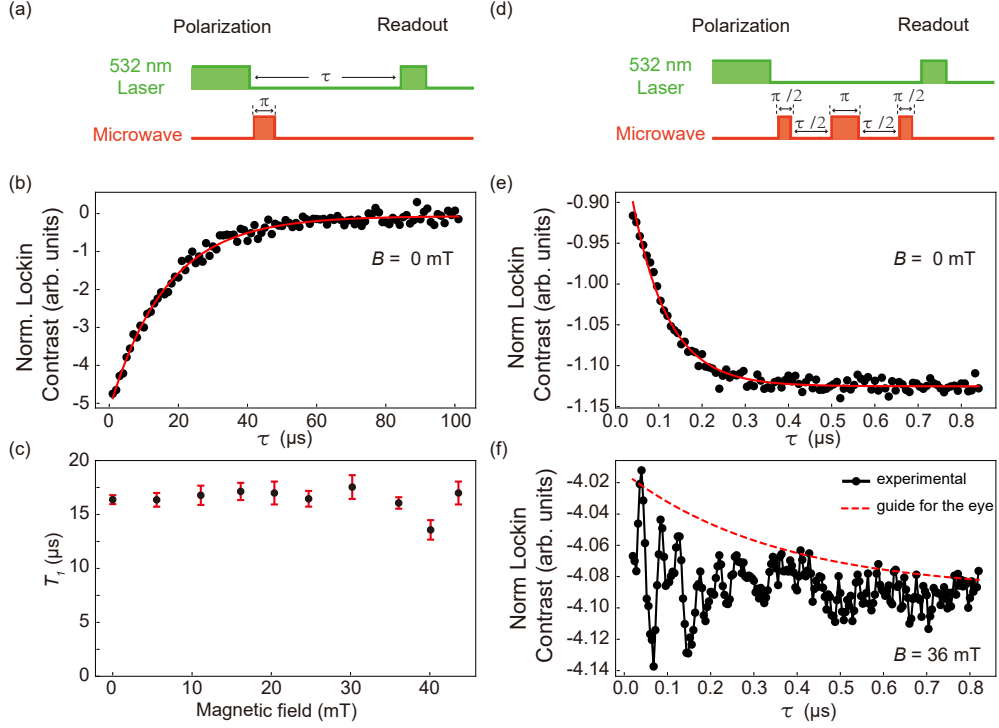 (a)
Polarization
Readout
532 nm
Laser
τ
π
Microwave
(b)
Norm. Lockin
Contrast (arb. units)
0
-1
-2
-3
-4
-5
B = 0 mT
0
20
40
60
80
100
τ (µs)
(c)
T1 (µs)
20
15
10
5
0
0
10
20
30
40
Magnetic field (mT)
(d)
Polarization
Readout
532 nm
Laser
π /2
π
π /2
τ /2
τ /2
Microwave
(e)
Norm Lockin
Contrast (arb. units)
-0.90
-0.95
-1.00
-1.05
-1.10
-1.15
B = 0 mT
0.0
0.1
0.2
0.3
0.4
0.5
0.6
0.7
0.8
τ (µs)
(f)
Norm Lockin
Contrast (arb. units)
-4.02
-4.04
-4.06
-4.08
-4.10
-4.12
-4.14
experimental
guide for the eye
B = 36 mT
0.0
0.1
0.2
0.3
0.4
0.5
0.6
0.7
0.8
τ (µs)